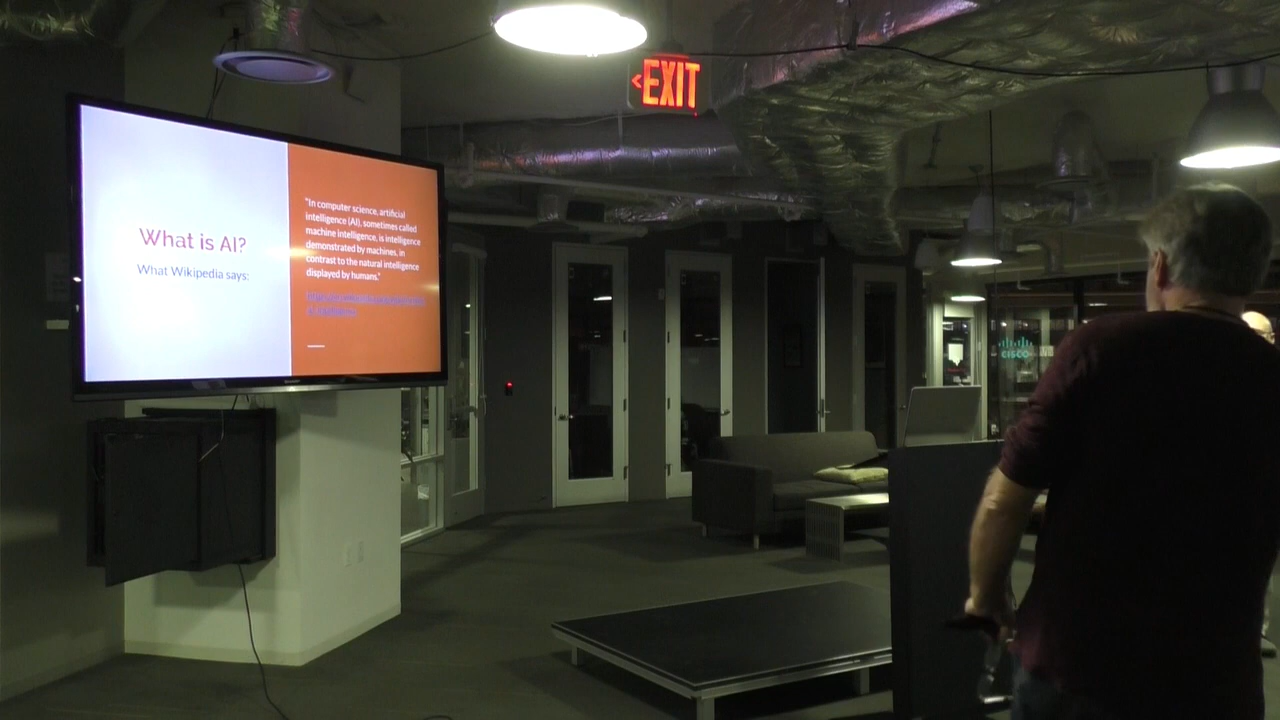 EXIT
What is AI?
What Wikipedia says:
"In computer science, artificial
intelligence (AI), sometimes called
machine intelligence, is intelligence
demonstrated by machines, in
contrast to the natural intelligence
displayed by humans."
CISCO